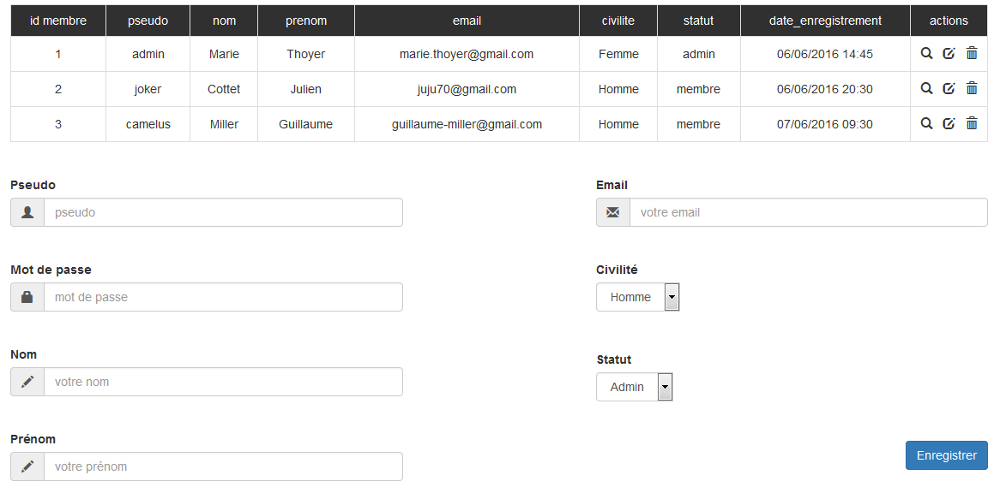 id membre pseudo nom prenom email civilite statut date_enregistrement actions
1 admin Marie Thoyer marie.thoyer@gmail.com Femme admin 06/06/2016 14:45
2 joker Cottet Julien juju70@gmail.com Homme membre 06/06/2016 20:30
3 camelus Miller Guillaume guillaume-miller@gmail.com Homme membre 07/06/2016 09:30
Pseudo
pseudo
Email
votre email
Mot de passe
mot de passe
Civilité
Homme
Nom
votre nom
Statut
Admin
Prénom
votre prénom
Enregistrer